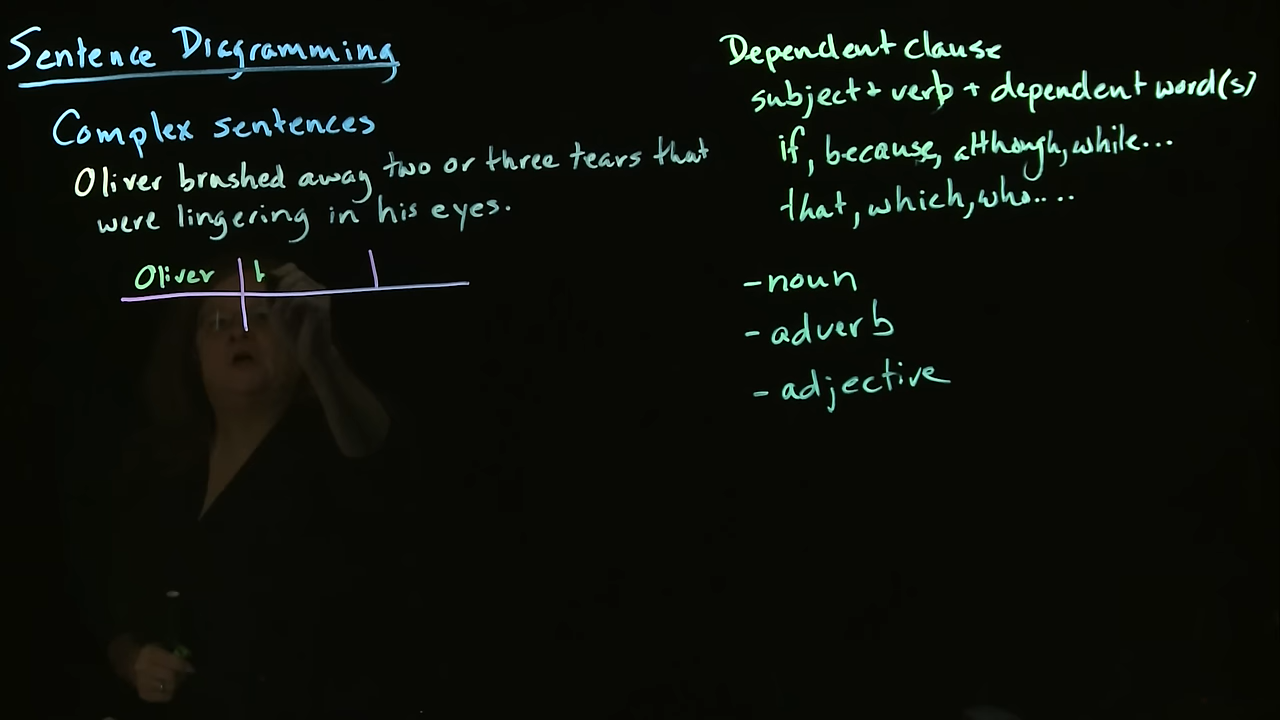 Sentence Diagramming
Complex sentences
Oliver brushed away two or three tears that
were lingering in his eyes.
Oliver
Dependent clause
subject + verb + dependent word(s)
if, because, although, while...
that, which, who....
- noun
- adverb
- adjective